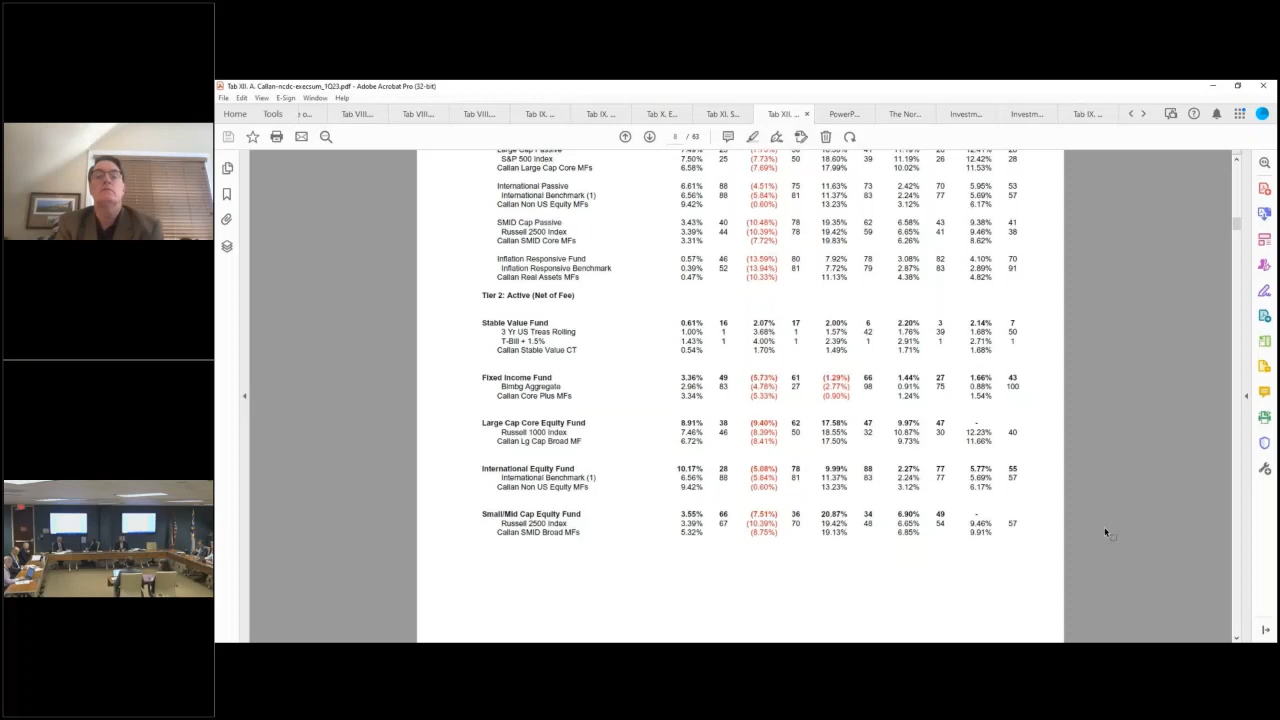 Tab XII. A. Callan-ncdc-execsum_1Q23.pdf - Adobe Acrobat Pro (32-bit)
File Edit View E-Sign Window Help
Home Tools Tab VIII.... Tab VIII.... Tab VIII.... Tab IX. ... Tab IX. ... Tab X. E... Tab XI. S... Tab XII. ... × PowerP... The Nor... Investm... Investm... Tab IX. ...
8 / 63
S&P 500 Index 7.50% 25 (7.73%) 50 18.60% 39 11.19% 26 12.42% 28
Callan Large Cap Core MFs 6.58% (7.69%) 17.99% 10.02% 11.53%
International Passive 6.61% 88 (4.51%) 75 11.63% 73 2.42% 70 5.95% 53
International Benchmark (1) 6.56% 88 (5.84%) 81 11.37% 83 2.24% 77 5.69% 57
Callan Non US Equity MFs 9.42% (0.60%) 13.23% 3.12% 6.17%
SMID Cap Passive 3.43% 40 (10.48%) 78 19.35% 62 6.58% 43 9.38% 41
Russell 2500 Index 3.39% 44 (10.39%) 78 19.42% 59 6.65% 41 9.46% 38
Callan SMID Core MFs 3.31% (7.72%) 19.83% 6.26% 8.62%
Inflation Responsive Fund 0.57% 46 (13.59%) 80 7.92% 78 3.08% 82 4.10% 70
Inflation Responsive Benchmark 0.39% 52 (13.94%) 81 7.72% 79 2.87% 83 2.89% 91
Callan Real Assets MFs 0.47% (10.33%) 11.13% 4.38% 4.82%
Tier 2: Active (Net of Fee)
Stable Value Fund 0.61% 16 2.07% 17 2.00% 6 2.20% 3 2.14% 7
3 Yr US Treas Rolling 1.00% 1 3.68% 1 1.57% 42 1.76% 39 1.68% 50
T-Bill + 1.5% 1.43% 1 4.00% 1 2.39% 1 2.91% 1 2.71% 1
Callan Stable Value CT 0.54% 1.70% 1.49% 1.71% 1.68%
Fixed Income Fund 3.36% 49 (5.73%) 61 (1.29%) 66 1.44% 27 1.66% 43
Blmbg Aggregate 2.96% 83 (4.78%) 27 (2.77%) 98 0.91% 75 0.88% 100
Callan Core Plus MFs 3.34% (5.33%) (0.90%) 1.24% 1.54%
Large Cap Core Equity Fund 8.91% 38 (9.40%) 62 17.58% 47 9.97% 47 -
Russell 1000 Index 7.46% 46 (8.39%) 50 18.55% 32 10.87% 30 12.23% 40
Callan Lg Cap Broad MF 6.72% (8.41%) 17.50% 9.73% 11.66%
International Equity Fund 10.17% 28 (5.08%) 78 9.99% 88 2.27% 77 5.77% 55
International Benchmark (1) 6.56% 88 (5.84%) 81 11.37% 83 2.24% 77 5.69% 57
Callan Non US Equity MFs 9.42% (0.60%) 13.23% 3.12% 6.17%
Small/Mid Cap Equity Fund 3.55% 66 (7.51%) 36 20.87% 34 6.90% 49 -
Russell 2500 Index 3.39% 67 (10.39%) 70 19.42% 48 6.65% 54 9.46% 57
Callan SMID Broad MFs 5.32% (8.75%) 19.13% 6.85% 9.91%